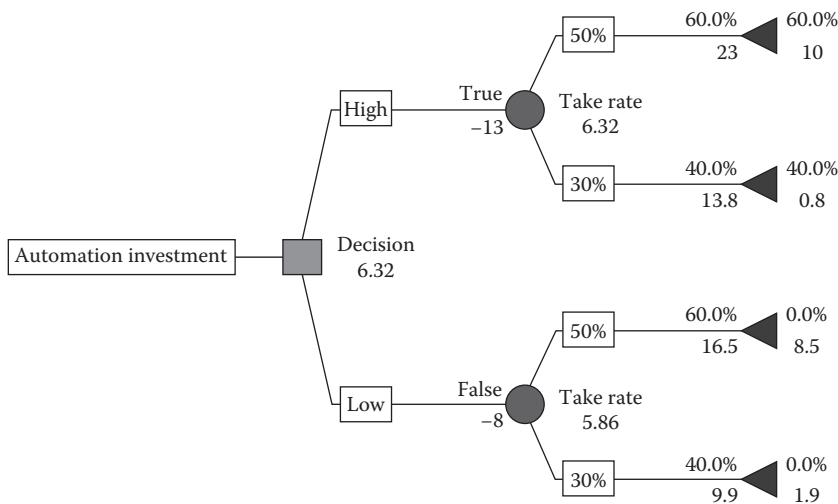 60.0% 60.0%
50%
23 10
True
High
Take rate
−13
6.32
40.0% 40.0%
30%
13.8 0.8
Automation investment
Decision
6.32
60.0% 0.0%
50%
16.5 8.5
False
Low
Take rate
−8
5.86
40.0% 0.0%
30%
9.9 1.9